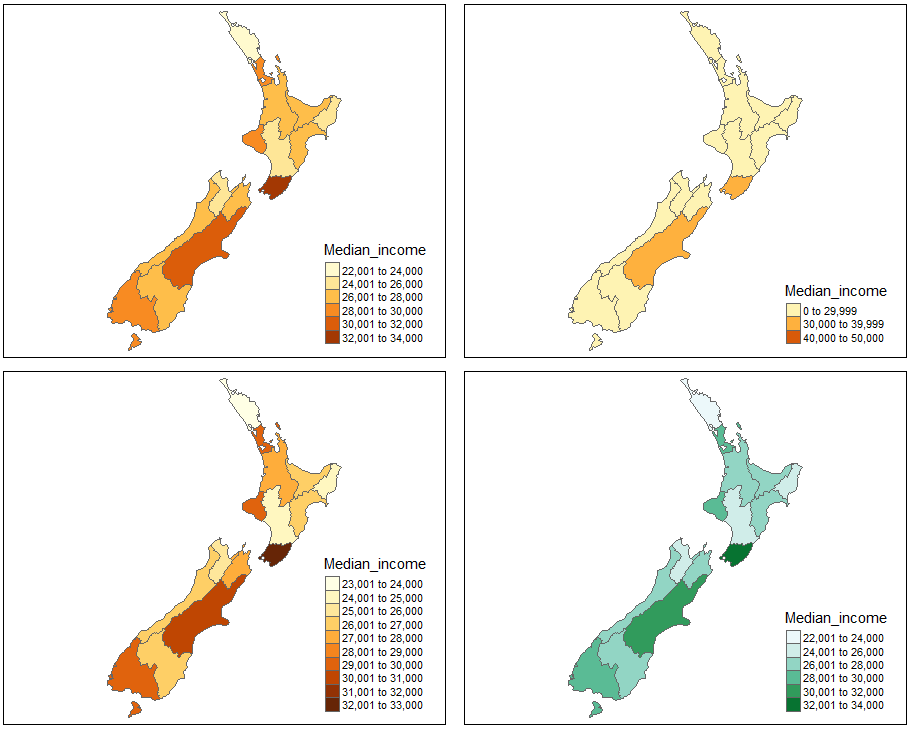 Median_income
22,001 to 24,000
24,001 to 26,000
26,001 to 28,000
28,001 to 30,000
30,001 to 32,000
32,001 to 34,000
Median_income
0 to 29,999
30,000 to 39,999
40,000 to 50,000
Median_income
23,001 to 24,000
24,001 to 25,000
25,001 to 26,000
26,001 to 27,000
27,001 to 28,000
28,001 to 29,000
29,001 to 30,000
30,001 to 31,000
31,001 to 32,000
32,001 to 33,000
Median_income
22,001 to 24,000
24,001 to 26,000
26,001 to 28,000
28,001 to 30,000
30,001 to 32,000
32,001 to 34,000